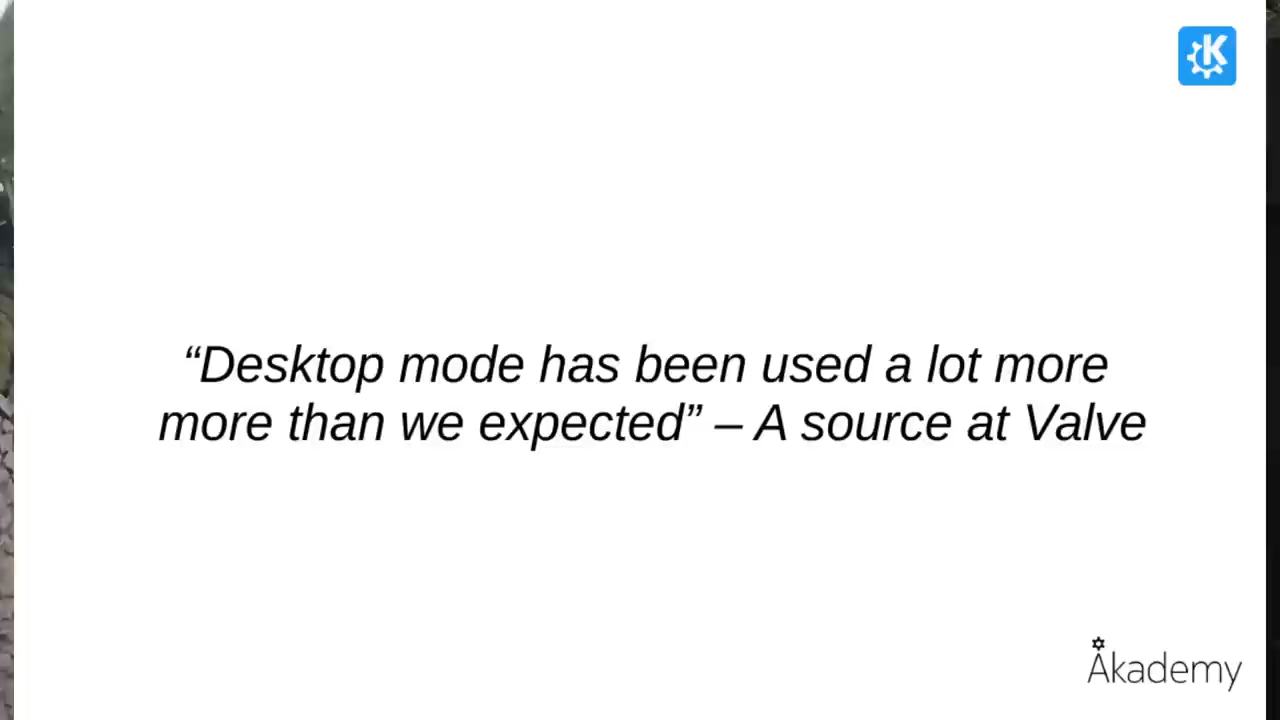 “Desktop mode has been used a lot more
more than we expected” – A source at Valve
Akademy